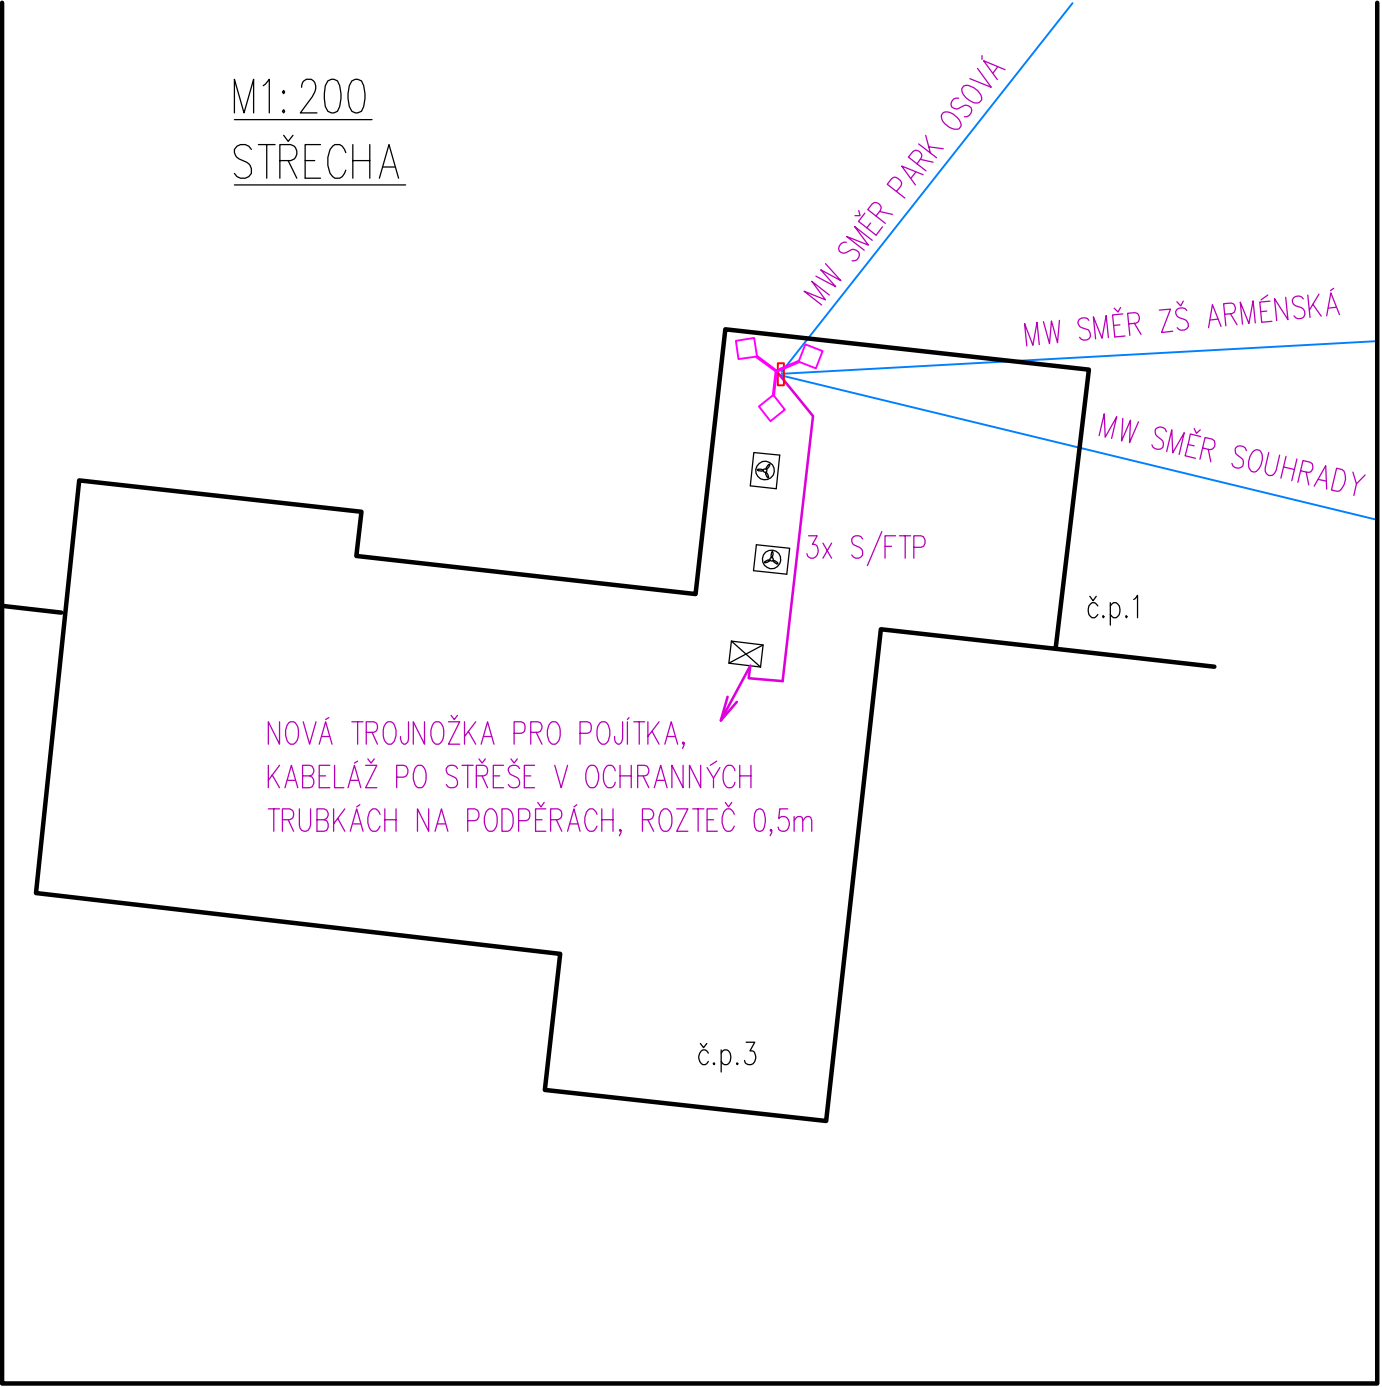 M1:200
STŘECHA
MW SMĚR PARK OSOVÁ
MW SMĚR ZŠ ARMÉNSKÁ
MW SMĚR SOUHRADY
3x S/FTP
č.p.1
NOVÁ TROJNOŽKA PRO POJÍTKA,
KABELÁŽ PO STŘEŠE V OCHRANNÝCH
TRUBKÁCH NA PODPĚRÁCH, ROZTEČ 0,5m
č.p.3